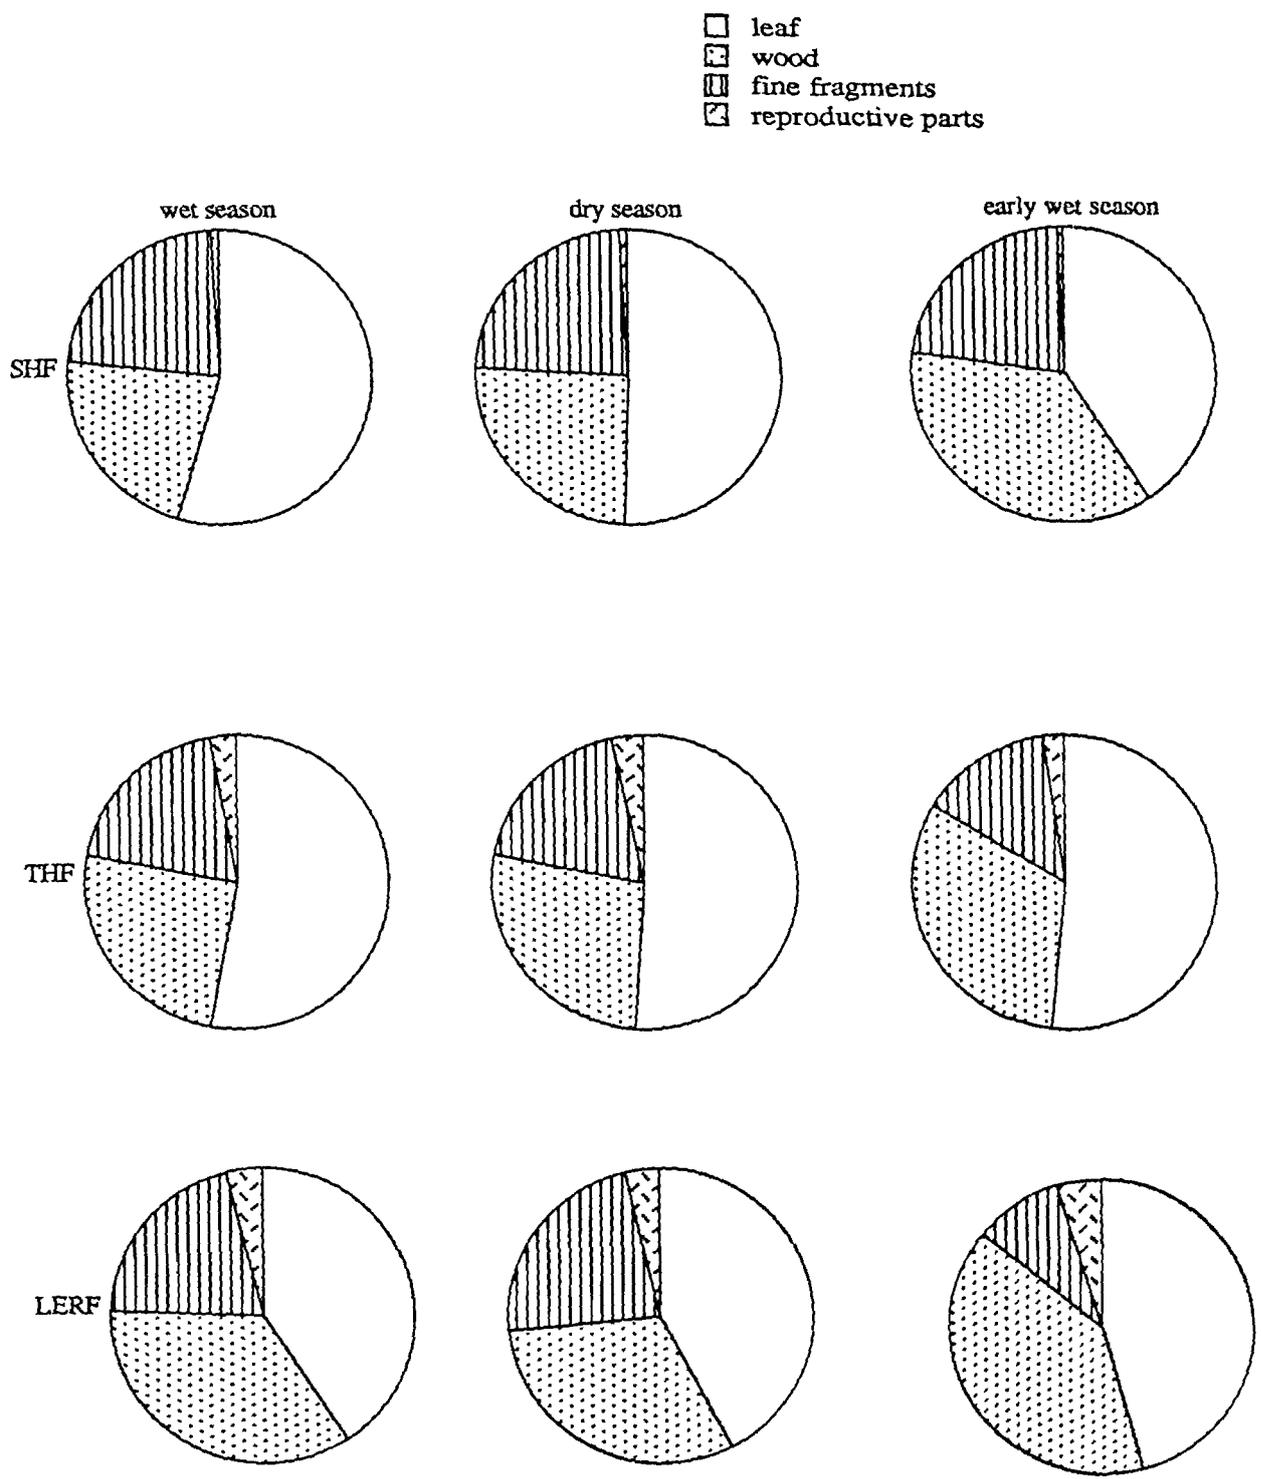 leaf
wood
fine fragments
reproductive parts
wet season
dry season
early wet season
SHF
THF
LERF